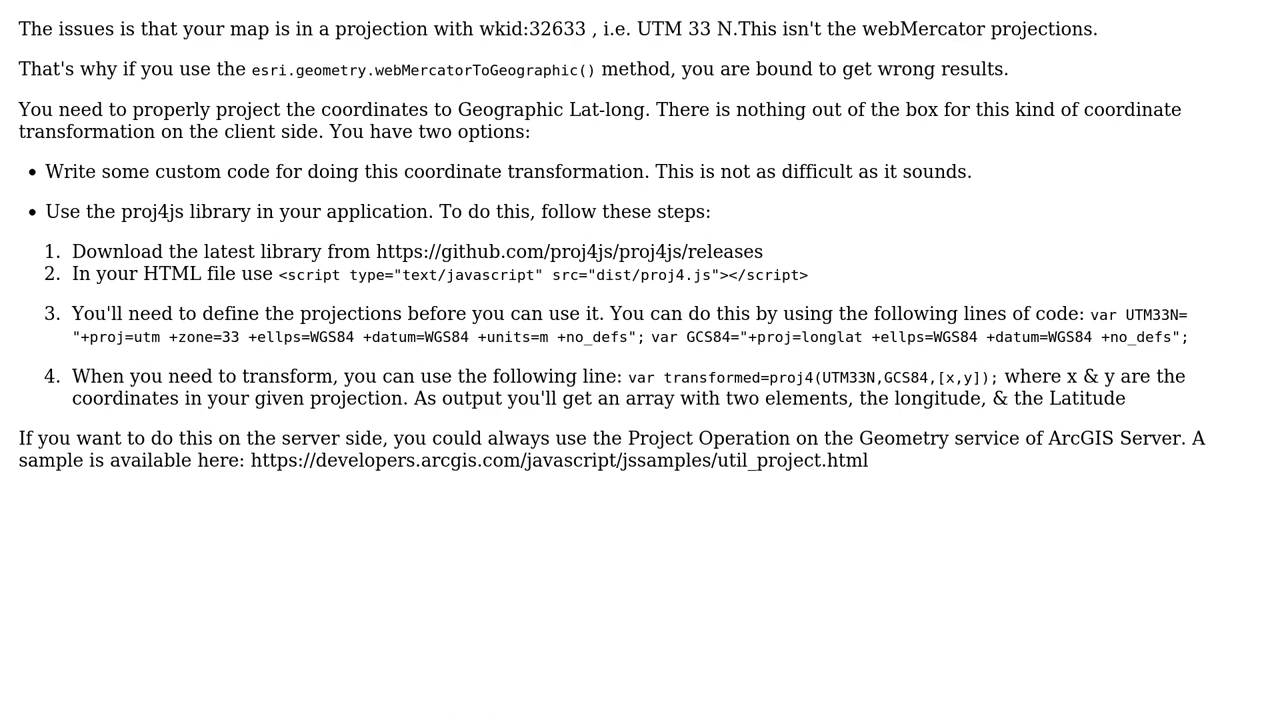 The issues is that your map is in a projection with wkid:32633 , i.e. UTM 33 N.This isn't the webMercator projections.
That's why if you use the esri.geometry.webMercatorToGeographic() method, you are bound to get wrong results.
You need to properly project the coordinates to Geographic Lat-long. There is nothing out of the box for this kind of coordinate
transformation on the client side. You have two options:
• Write some custom code for doing this coordinate transformation. This is not as difficult as it sounds.
• Use the proj4js library in your application. To do this, follow these steps:
1. Download the latest library from https://github.com/proj4js/proj4js/releases
2. In your HTML file use <script type="text/javascript" src="dist/proj4.js"></script>
3. You'll need to define the projections before you can use it. You can do this by using the following lines of code: var UTM33N=
"+proj=utm +zone=33 +ellps=WGS84 +datum=WGS84 +units=m +no_defs"; var GCS84="+proj=longlat +ellps=WGS84 +datum=WGS84 +no_defs";
4. When you need to transform, you can use the following line: var transformed=proj4(UTM33N,GCS84,[x,y]); where x & y are the
coordinates in your given projection. As output you'll get an array with two elements, the longitude, & the Latitude
If you want to do this on the server side, you could always use the Project Operation on the Geometry service of ArcGIS Server. A
sample is available here: https://developers.arcgis.com/javascript/jssamples/util_project.html